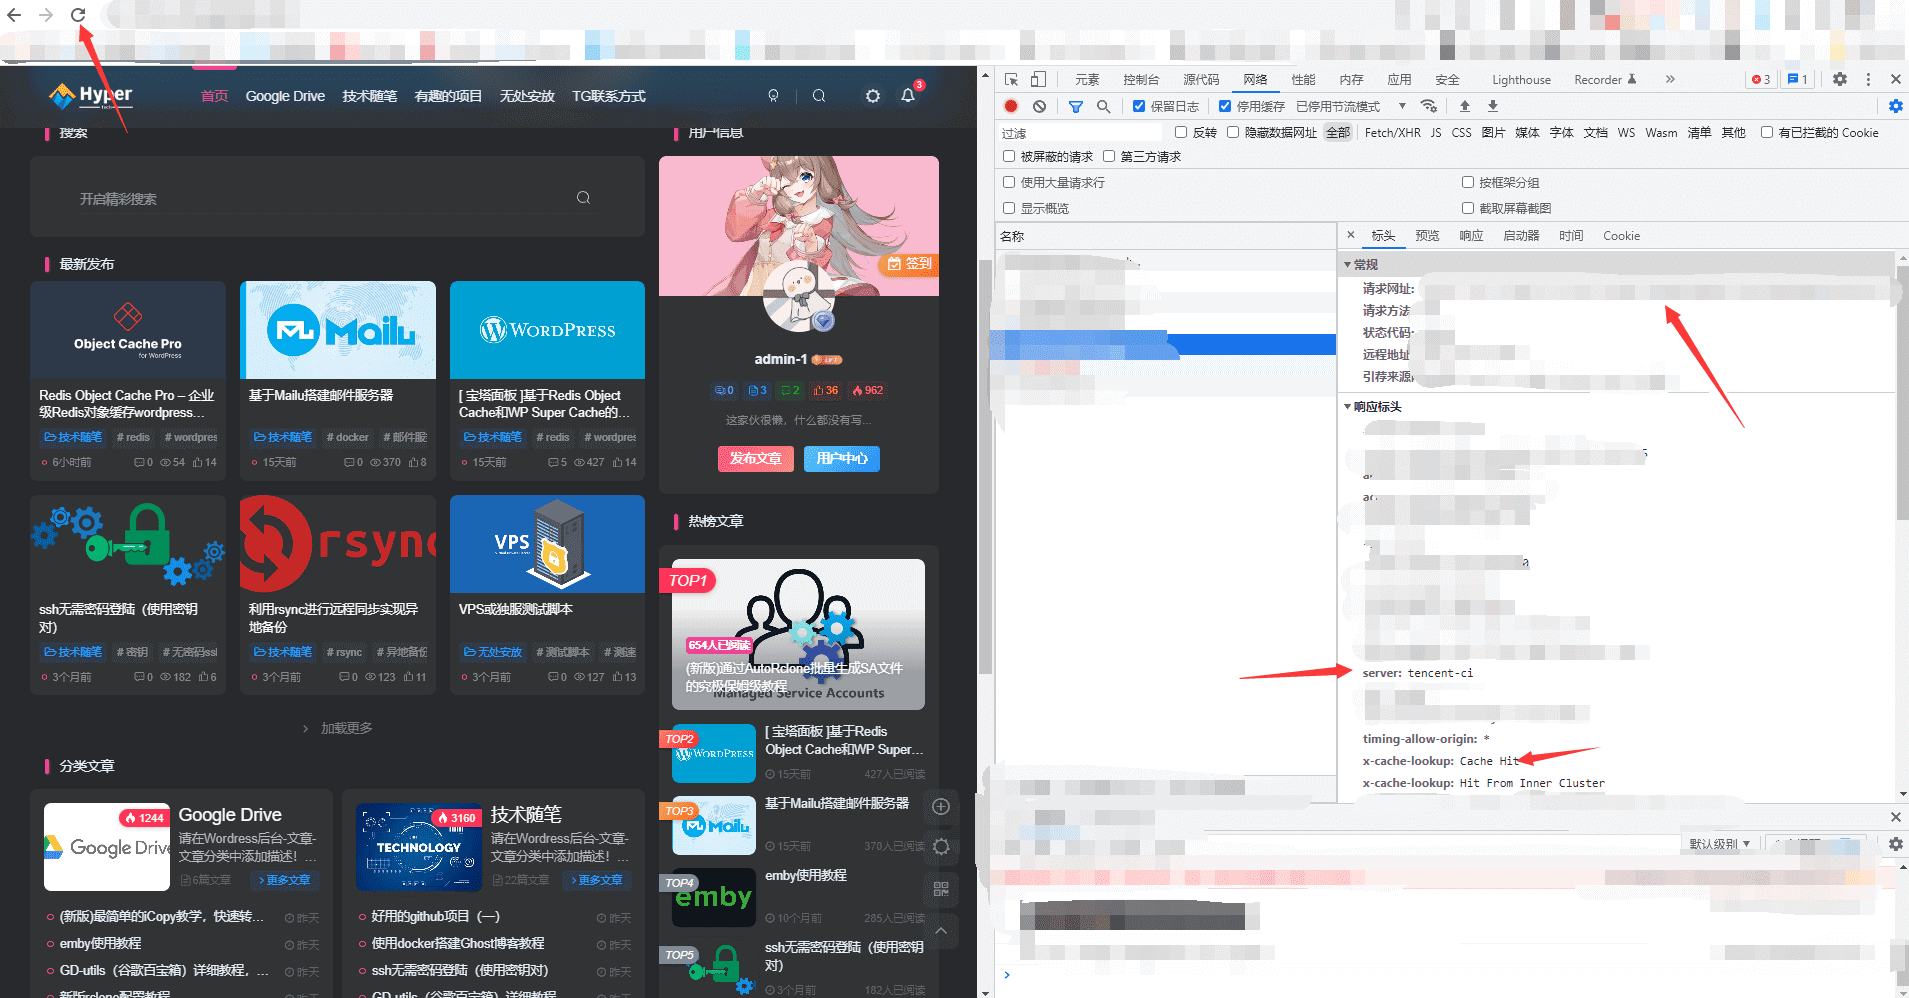 Hyper
首页 Google Drive 技术随笔 有趣的项目 无处安放 TG联系方式
3
搜索
开启精彩搜索
最新发布
Object Cache Pro
for WordPress
Mailu
WORDPRESS
Redis Object Cache Pro – 企业
级Redis对象缓存wordpress…
技术随笔 # redis # wordpres
6小时前 0 54 14
基于Mailu搭建邮件服务器
技术随笔 # docker # 邮件服
15天前 0 370 8
[ 宝塔面板 ]基于Redis Object
Cache和WP Super Cache的…
技术随笔 # redis # wordpres
15天前 5 427 14
rsync
VPS
ssh无需密码登陆（使用密钥
对）
技术随笔 # 密钥 # 无密码ssl
3个月前 0 182 6
利用rsync进行远程同步实现异
地备份
技术随笔 # rsync # 异地备份
3个月前 0 123 11
VPS或独服测试脚本
无处安放 # 测试脚本 # 测速
3个月前 0 127 13
加载更多
分类文章
1244
Google Drive
Google Drive
请在Wordress后台-文章-
文章分类中添加描述！…
6篇文章 更多文章
(新版)最简单的iCopy教学，快速转… 昨天
emby使用教程 昨天
GD-utils（谷歌百宝箱）详细教程，… 昨天
新版rclone配置教程
3160
TECHNOLOGY
技术随笔
请在Wordress后台-文章-
文章分类中添加描述！…
22篇文章 更多文章
好用的github项目（一） 昨天
使用docker搭建Ghost博客教程 昨天
ssh无需密码登陆（使用密钥对） 昨天
GD-utils（谷歌百宝箱）详细教程
用户信息
签到
admin-1
0 3 2 36 962
这家伙很懒，什么都没有写...
发布文章 用户中心
热榜文章
TOP1
654人已阅读
(新版)通过AutoRclone批量生成SA文件
的究极保姆级教程
Managed Service Accounts
TOP2
WORDPRESS
[ 宝塔面板 ]基于Redis
Object Cache和WP Super…
15天前 427人已阅读
TOP3
Mailu
基于Mailu搭建邮件服务器
15天前 370人已阅读
TOP4
emby
emby使用教程
10个月前 285人已阅读
TOP5
ssh无需密码登陆（使用密钥
对）
3个月前 182人已阅读
元素 控制台 源代码 网络 性能 内存 应用 安全 Lighthouse Recorder 3 1
保留日志 停用缓存 已停用节流模式
过滤 反转 隐藏数据网址 全部 Fetch/XHR JS CSS 图片 媒体 字体 文档 WS Wasm 清单 其他 有已拦截的 Cookie
被屏蔽的请求 第三方请求
使用大量请求行 按框架分组
显示概览 截取屏幕截图
名称
标头 预览 响应 启动器 时间 Cookie
常规
请求网址:
请求方法
状态代码:
远程地址
引荐来源
响应标头
server: tencent-ci
timing-allow-origin: *
x-cache-lookup: Cache Hit
x-cache-lookup: Hit From Inner Cluster
默认级别